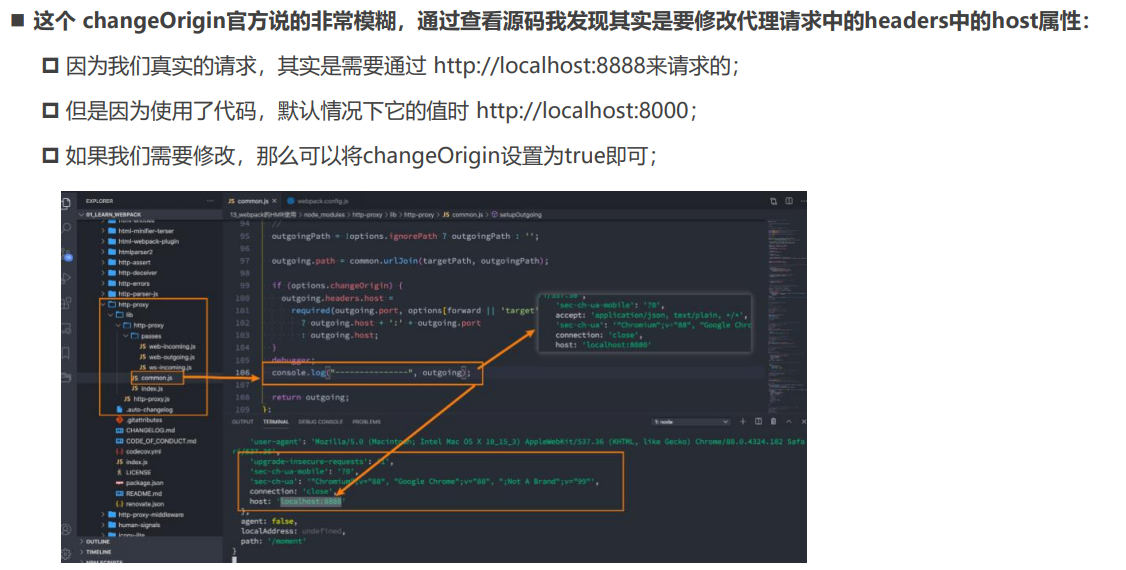 ■ 这个 changeOrigin官方说的非常模糊，通过查看源码我发现其实是要修改代理请求中的headers中的host属性：
因为我们真实的请求，其实是需要通过 http://localhost:8888来请求的；
但是因为使用了代码，默认情况下它的值时 http://localhost:8000；
如果我们需要修改，那么可以将changeOrigin设置为true即可；
EXPLORER
01_LEARN_WEBPACK
html-minifier-terser
html-webpack-plugin
htmlparser2
http-assert
http-deceiver
http-errors
http-parser-js
http-proxy
lib
http-proxy
passes
web-incoming.js
web-outgoing.js
ws-incoming.js
JS common.js
JS index.js
JS http-proxy.js
.auto-changelog
.gitattributes
CHANGELOG.md
CODE_OF_CONDUCT.md
codecov.yml
JS index.js
LICENSE
package.json
README.md
renovate.json
http-proxy-middleware
human-signals
OUTLINE
TIMELINE
JS common.js × webpack.config.js
13_webpack的HMR使用 > node_modules > http-proxy > lib > http-proxy > JS common.js > setupOutgoing
94 //
95 outgoingPath = !options.ignorePath ? outgoingPath : '';
96
97 outgoing.path = common.urlJoin(targetPath, outgoingPath);
98
99 if (options.changeOrigin) {
100 outgoing.headers.host =
101 required(outgoing.port, options[forward || 'target'
102 ? outgoing.host + ':' + outgoing.port
103 : outgoing.host;
104 }
105 debugger;
106 console.log("---------------", outgoing);
107
108 return outgoing;
109 };
'sec-ch-ua-mobile': '?0',
accept: 'application/json, text/plain, */*',
'sec-ch-ua': '"Chromium";v="88", "Google Chro
connection: 'close',
host: 'localhost:8000'
OUTPUT TERMINAL DEBUG CONSOLE PROBLEMS 1: node
'user-agent': 'Mozilla/5.0 (Macintosh; Intel Mac OS X 10_15_3) AppleWebKit/537.36 (KHTML, like Gecko) Chrome/88.0.4324.182 Safa
ri/537.36',
'upgrade-insecure-requests': '1',
'sec-ch-ua-mobile': '?0',
'sec-ch-ua': '"Chromium";v="88", "Google Chrome";v="88", ";Not A Brand";v="99"',
connection: 'close',
host: 'localhost:8888'
},
agent: false,
localAddress: undefined,
path: '/moment'
}